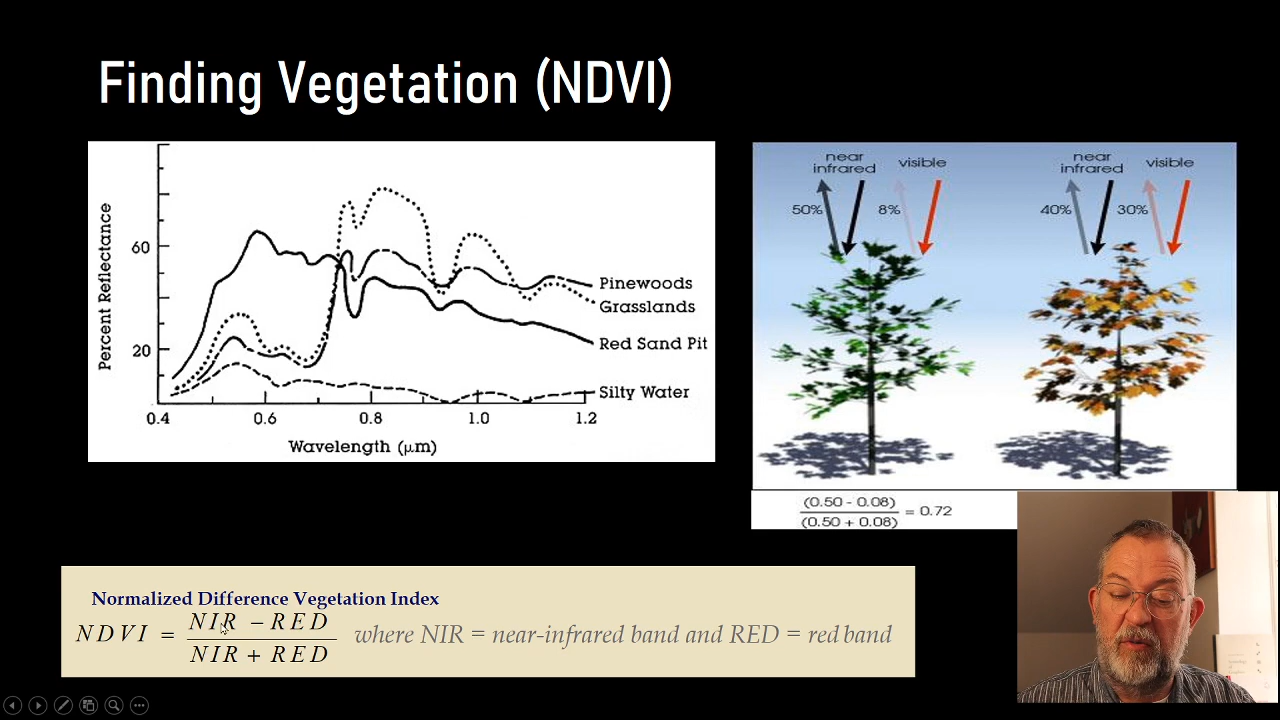 Finding Vegetation (NDVI)
Percent Reflectance
60
20
0.4 0.6 0.8 1.0 1.2
Wavelength (μm)
Pinewoods
Grasslands
Red Sand Pit
Silty Water
near infrared
visible
50%
8%
near infrared
visible
40%
30%
(0.50 - 0.08)
(0.50 + 0.08)
= 0.72
Normalized Difference Vegetation Index
NDVI = NIR − RED
NIR + RED
where NIR = near-infrared band and RED = red band